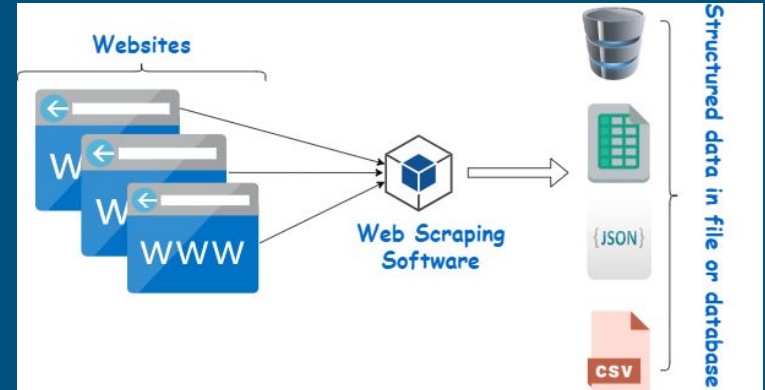 Websites
W
W
WWW
Web Scraping
Software
{JSON}
CSV
Structured data in file or database